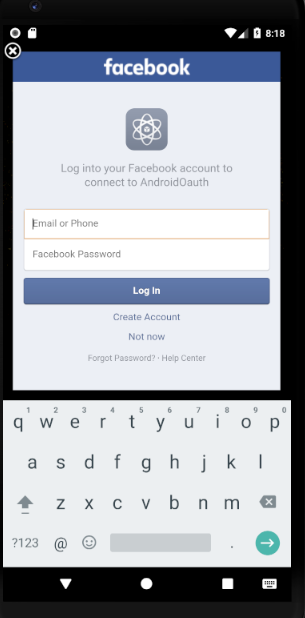 8:18
facebook
Log into your Facebook account to
connect to AndroidOauth
Email or Phone
Facebook Password
Log In
Create Account
Not now
Forgot Password? · Help Center
1 2 3 4 5 6 7 8 9 0
q w e r t y u i o p
a s d f g h j k l
z x c v b n m
?123 @ .